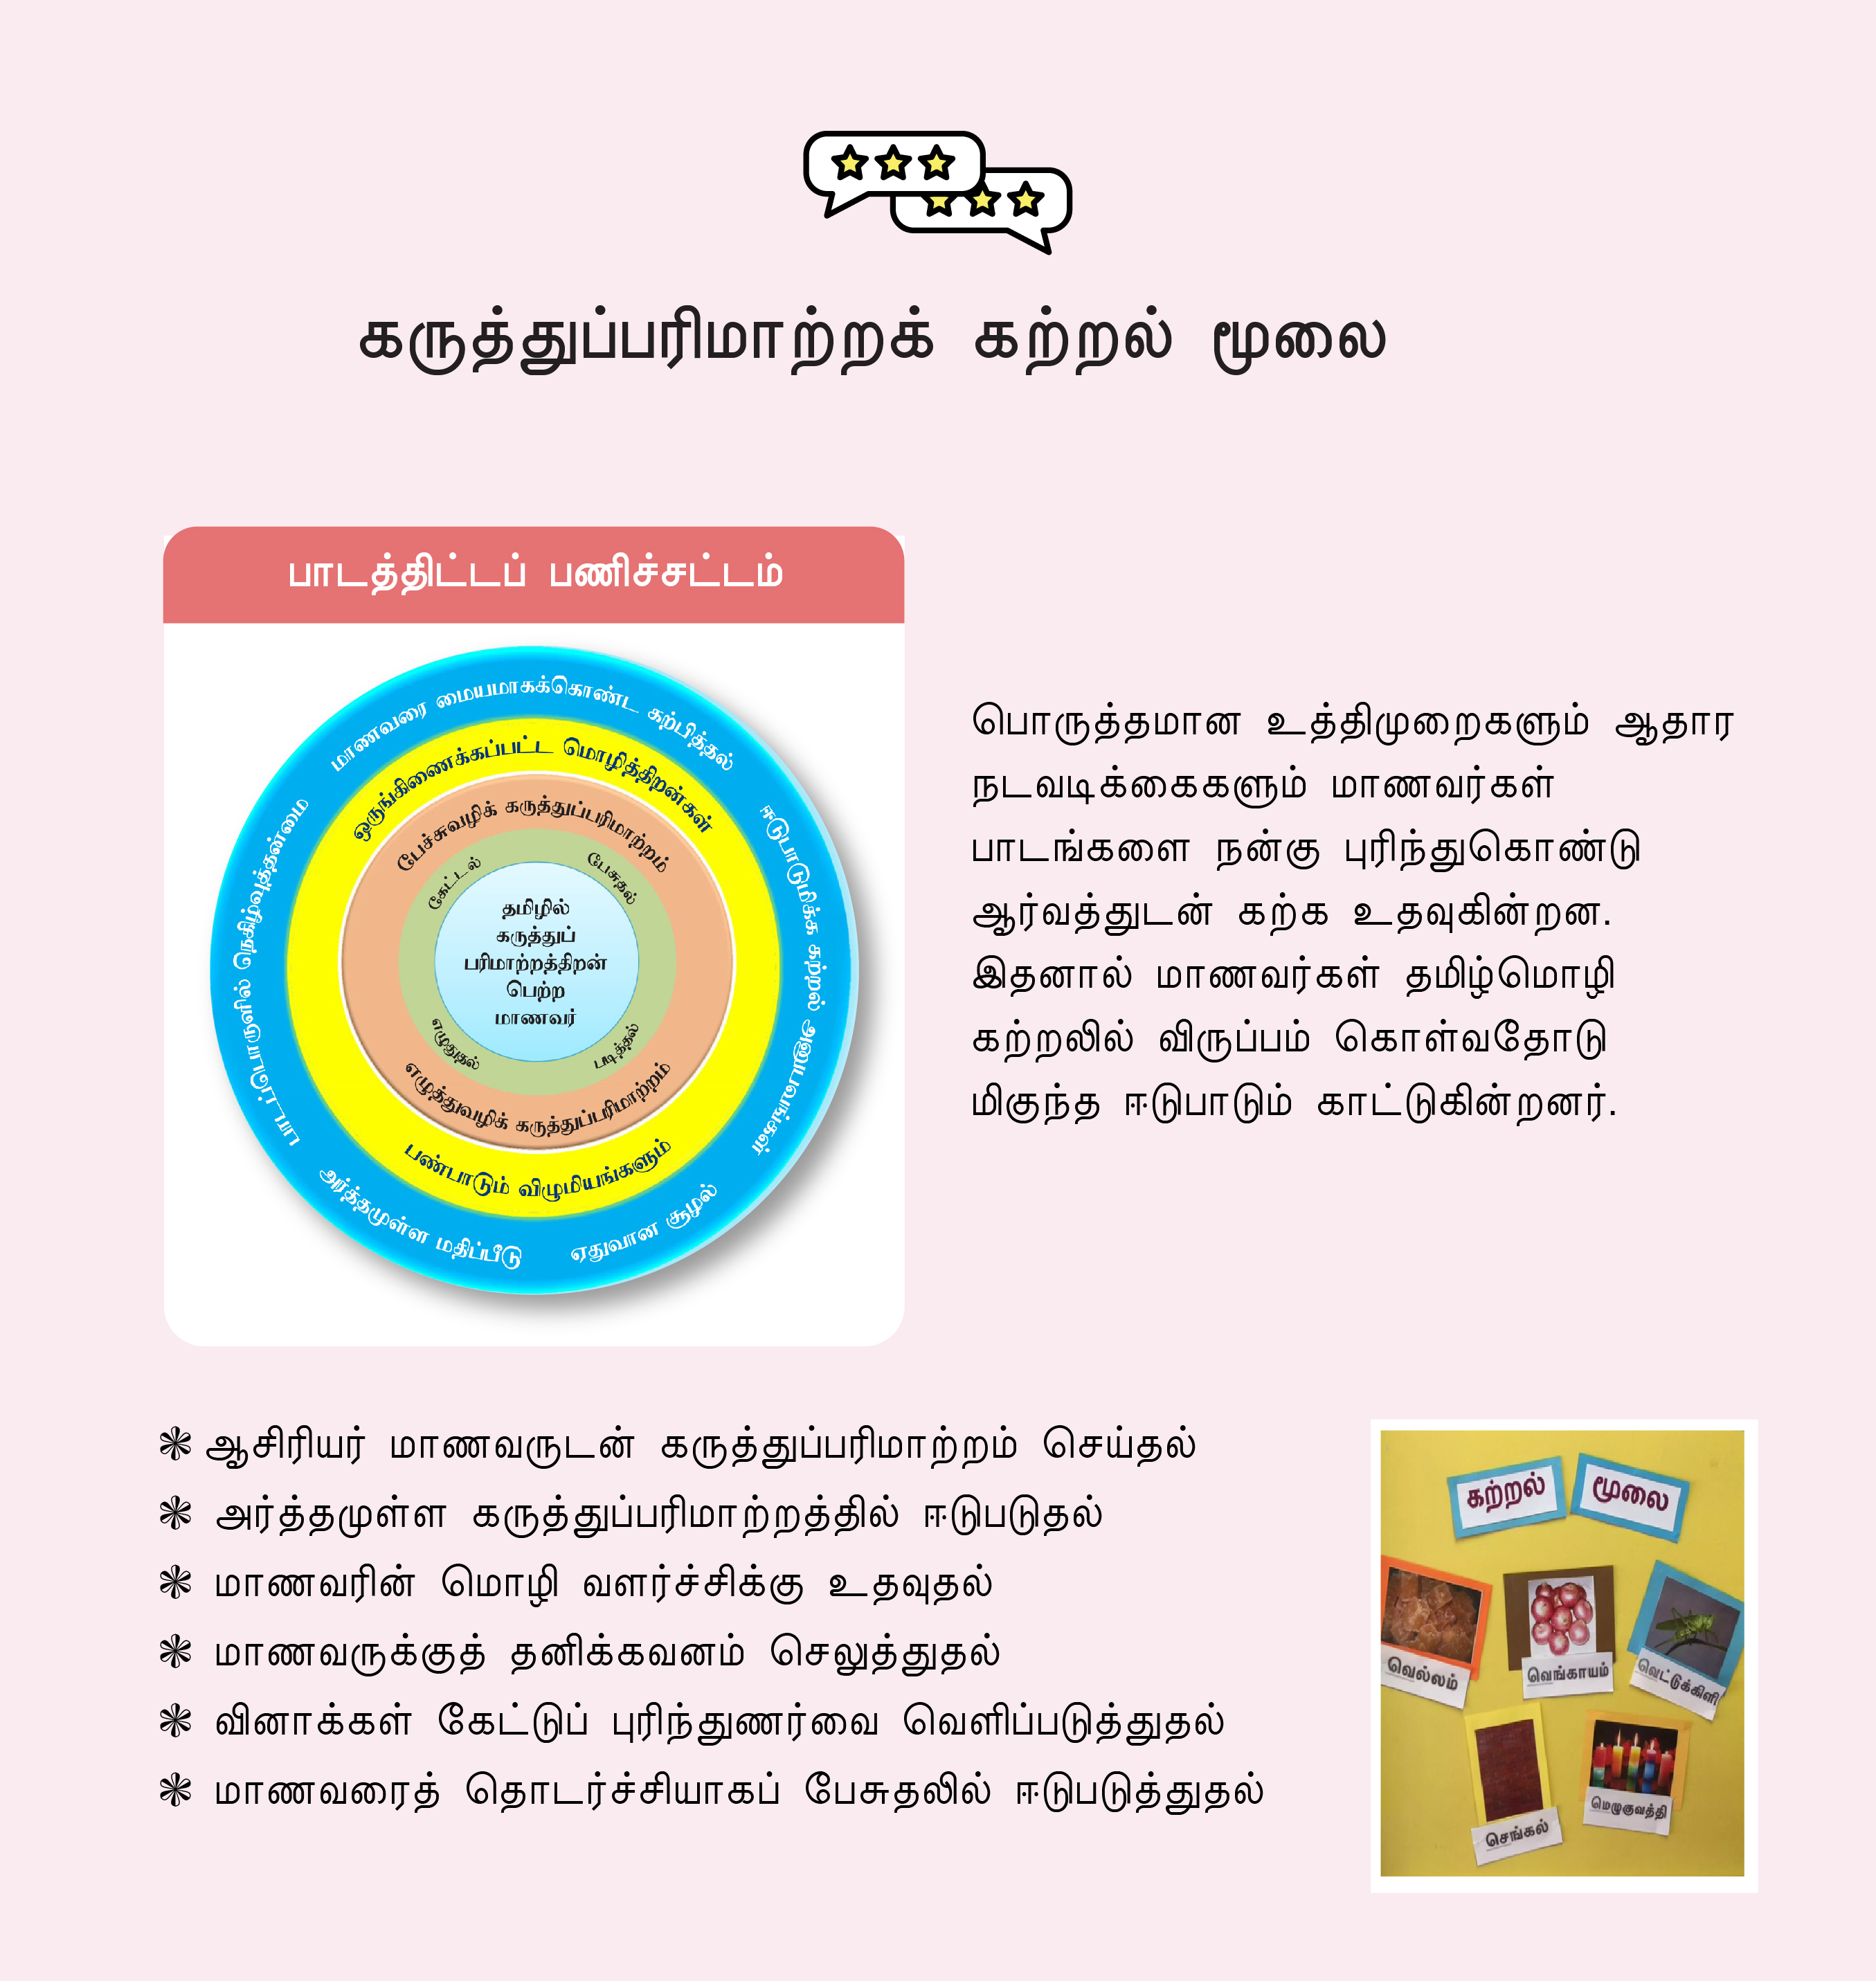 கருத்துப்பரிமாற்றக் கற்றல் மூலை
பாடத்திட்டப் பணிச்சட்டம்
மாணவரை மையமாகக்கொண்ட கற்பித்தல்
ஈடுபாடுமிக்க கற்றல் அனுபவங்கள்
ஏதுவான சூழல்
அர்த்தமுள்ள மதிப்பீடு
பாடப்பொருளில் நெகிழ்வுத்தன்மை
ஒருங்கிணைக்கப்பட்ட மொழித்திறன்கள்
பண்பாடும் விழுமியங்களும்
பேச்சுவழிக் கருத்துப்பரிமாற்றம்
எழுத்துவழிக் கருத்துப்பரிமாற்றம்
கேட்டல்
பேசுதல்
படித்தல்
எழுதுதல்
தமிழில்
கருத்துப்
பரிமாற்றத்திறன்
பெற்ற
மாணவர்
பொருத்தமான உத்திமுறைகளும் ஆதார
நடவடிக்கைகளும் மாணவர்கள்
பாடங்களை நன்கு புரிந்துகொண்டு
ஆர்வத்துடன் கற்க உதவுகின்றன.
இதனால் மாணவர்கள் தமிழ்மொழி
கற்றலில் விருப்பம் கொள்வதோடு
மிகுந்த ஈடுபாடும் காட்டுகின்றனர்.
❃ ஆசிரியர் மாணவருடன் கருத்துப்பரிமாற்றம் செய்தல்
❃ அர்த்தமுள்ள கருத்துப்பரிமாற்றத்தில் ஈடுபடுதல்
❃ மாணவரின் மொழி வளர்ச்சிக்கு உதவுதல்
❃ மாணவருக்குத் தனிக்கவனம் செலுத்துதல்
❃ வினாக்கள் கேட்டுப் புரிந்துணர்வை வெளிப்படுத்துதல்
❃ மாணவரைத் தொடர்ச்சியாகப் பேசுதலில் ஈடுபடுத்துதல்
கற்றல் மூலை
வெல்லம் வெங்காயம் வெட்டுக்கிளி
செங்கல் மெழுகுவத்தி